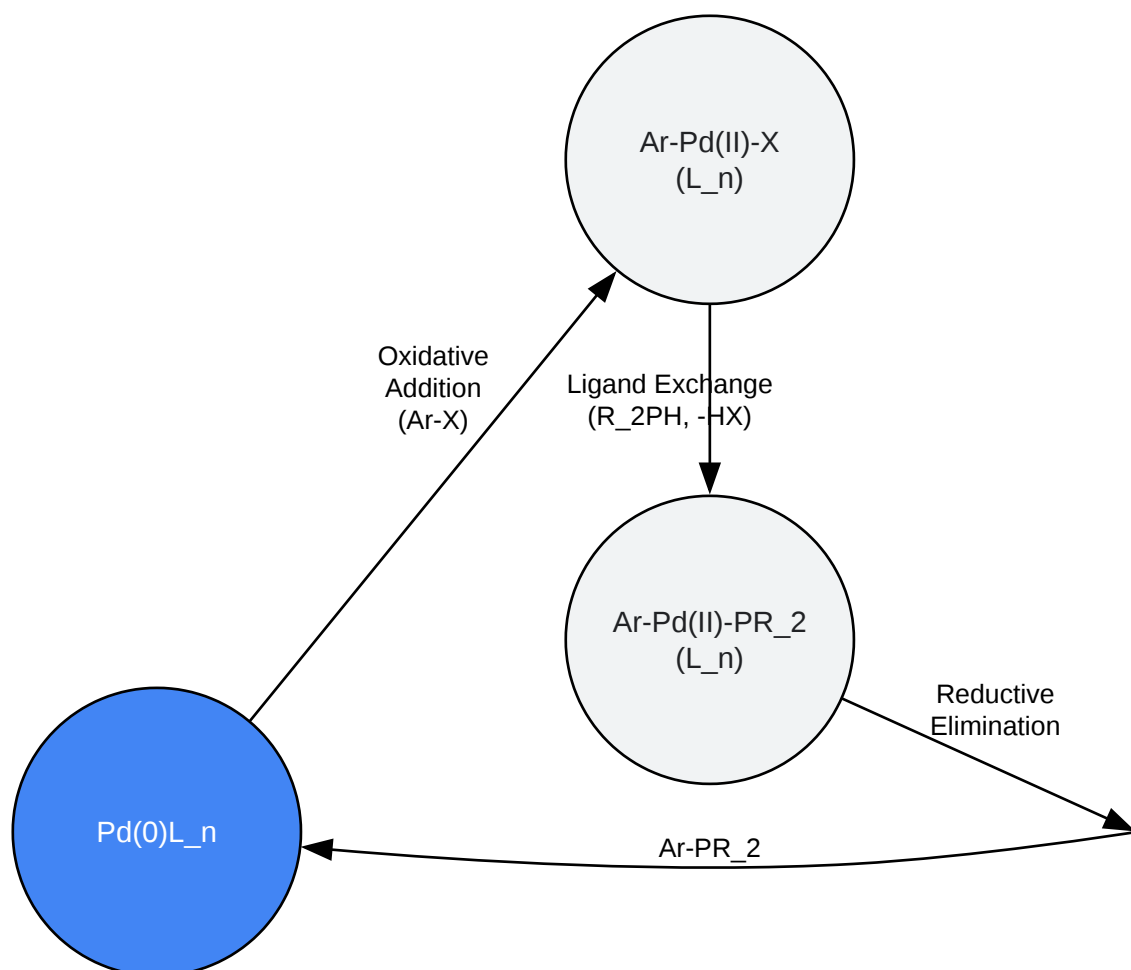 Ar-Pd(II)-X
(L_n)
Oxidative
Addition
(Ar-X)
Ligand Exchange
(R_2PH, -HX)
Ar-Pd(II)-PR_2
(L_n)
Reductive
Elimination
Pd(0)L_n
Ar-PR_2